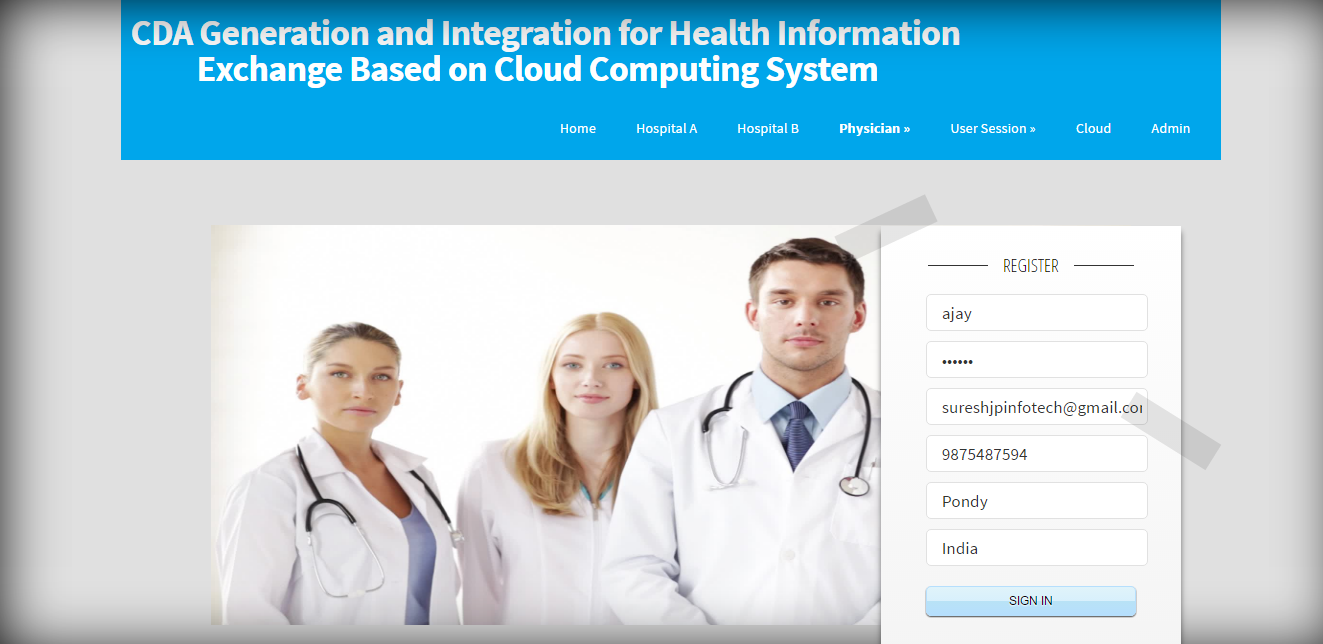 CDA Generation and Integration for Health Information
Exchange Based on Cloud Computing System
Home Hospital A Hospital B Physician » User Session » Cloud Admin
REGISTER
ajay
••••••
sureshjpinfotech@gmail.co
9875487594
Pondy
India
SIGN IN